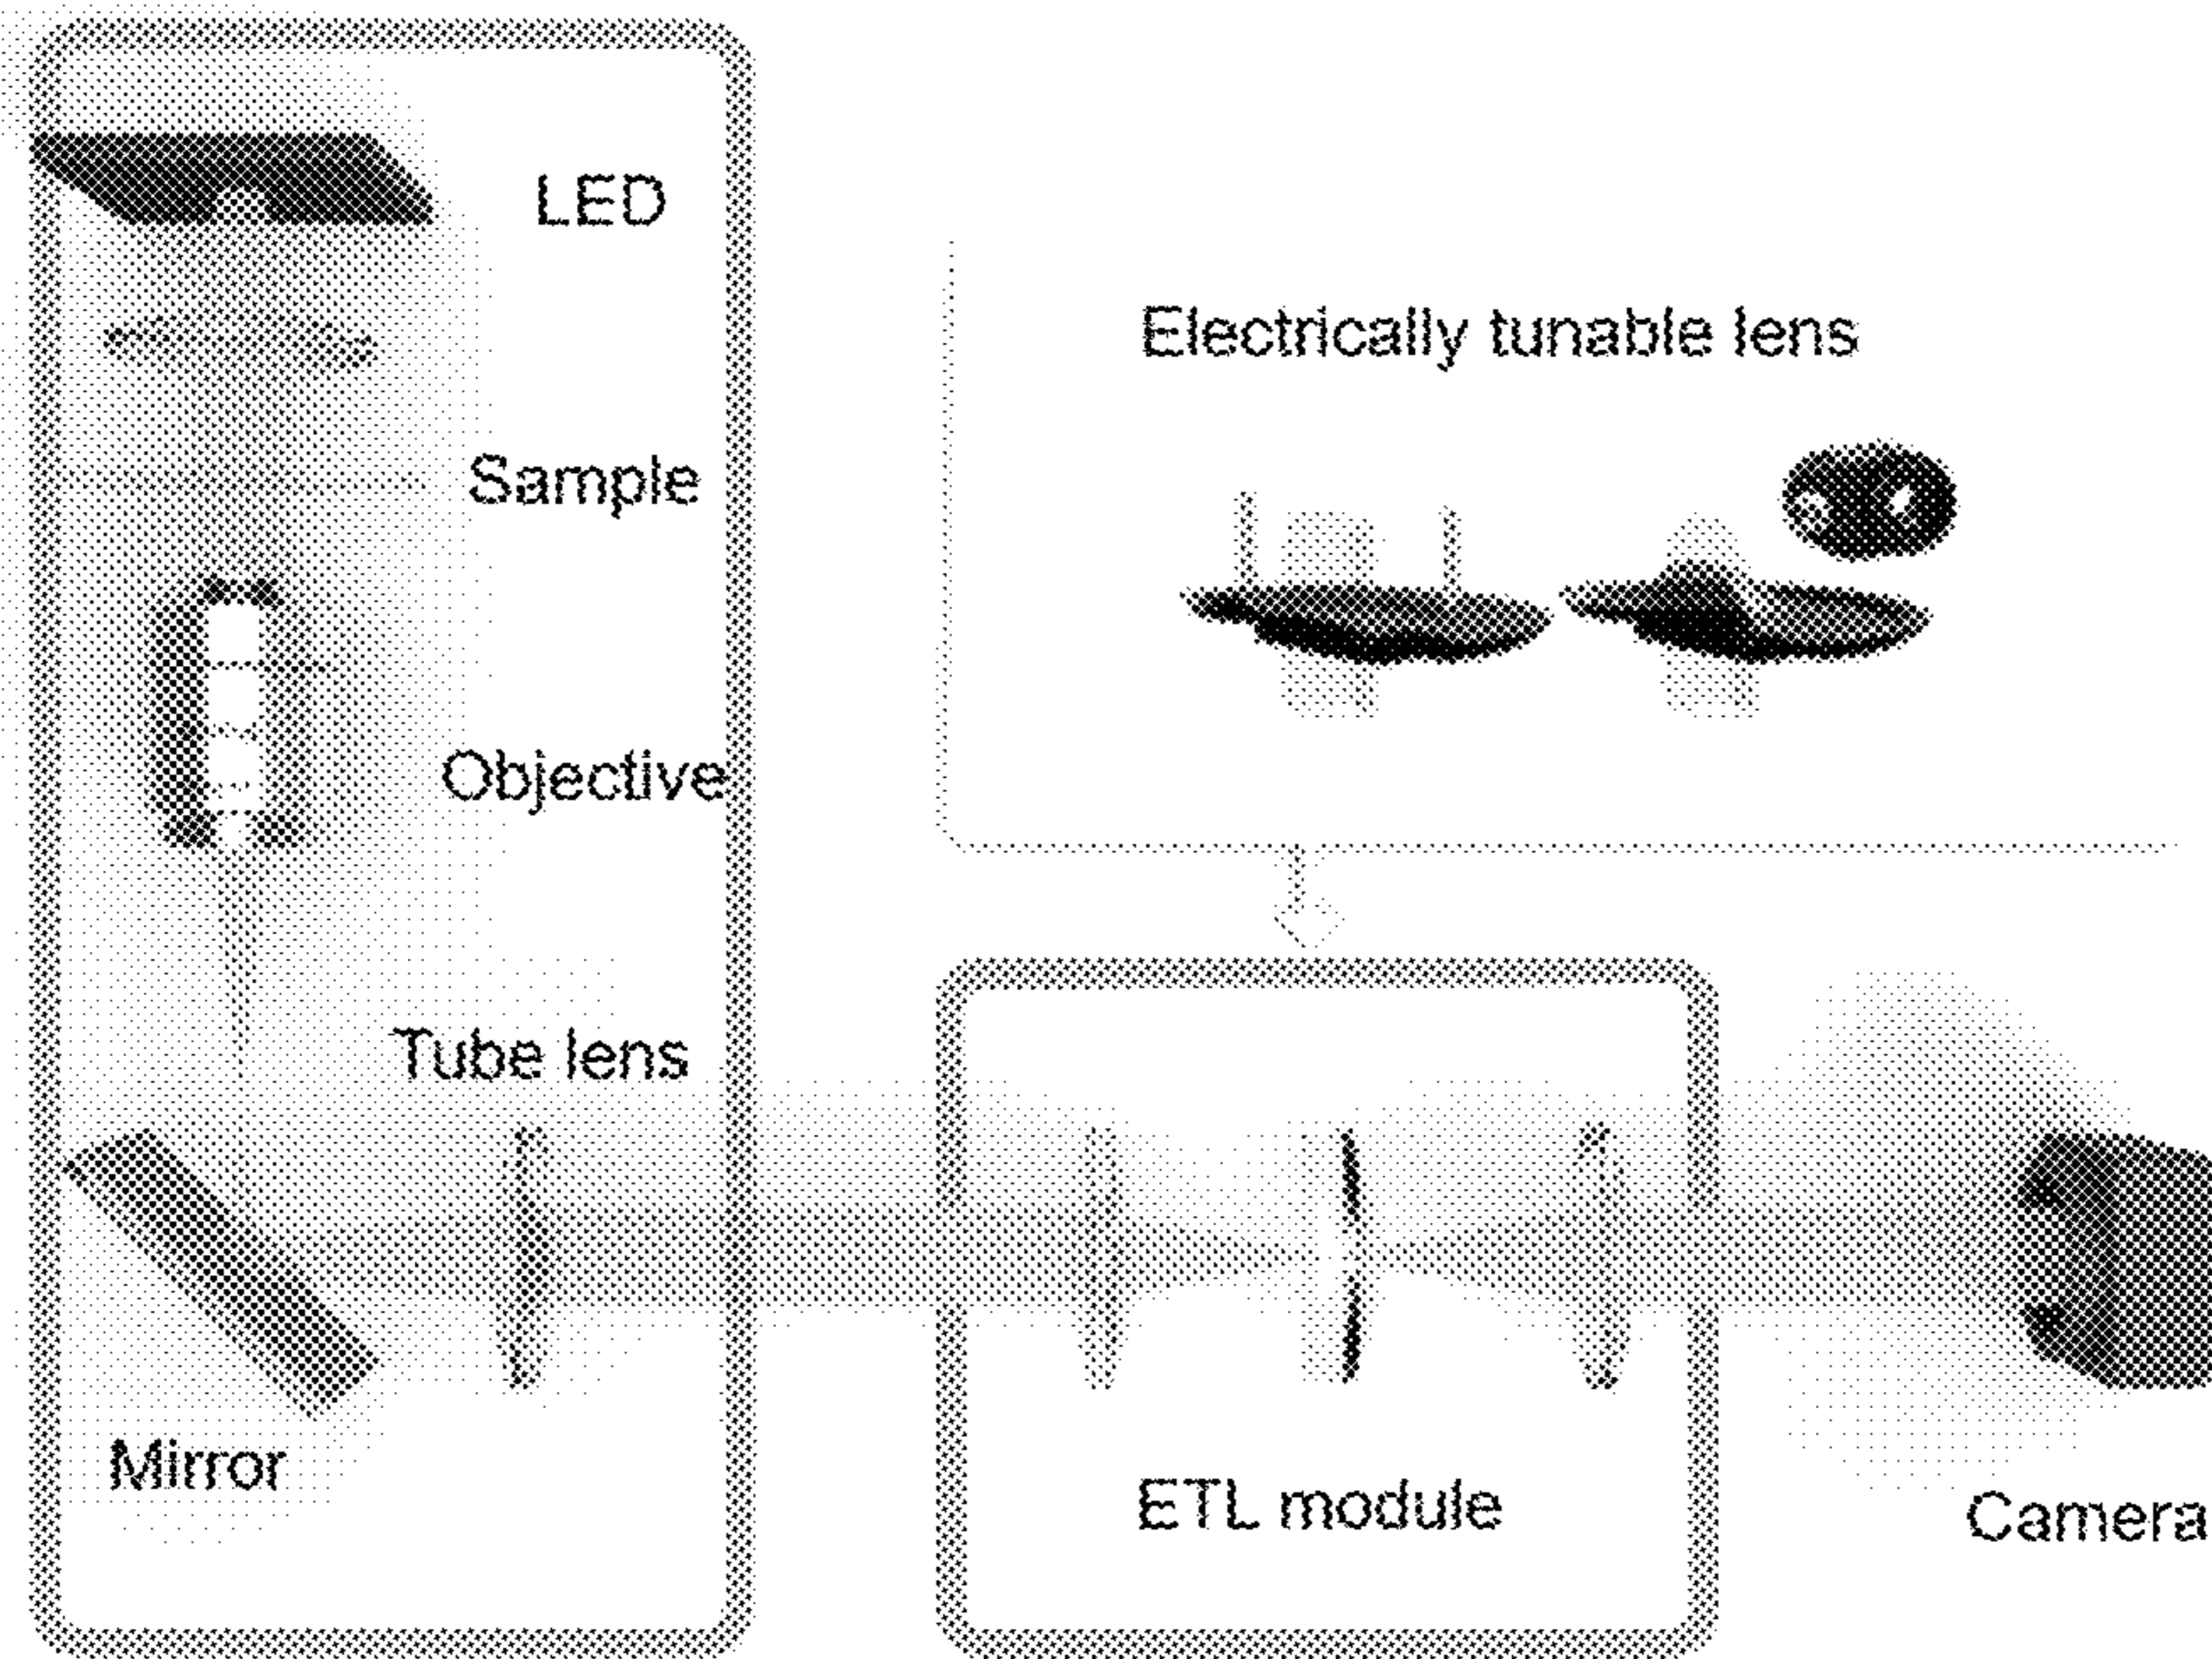 LED
Electrically tunable lens
Sample
Objective
Tube lens
Mirror
ETL module
Camera